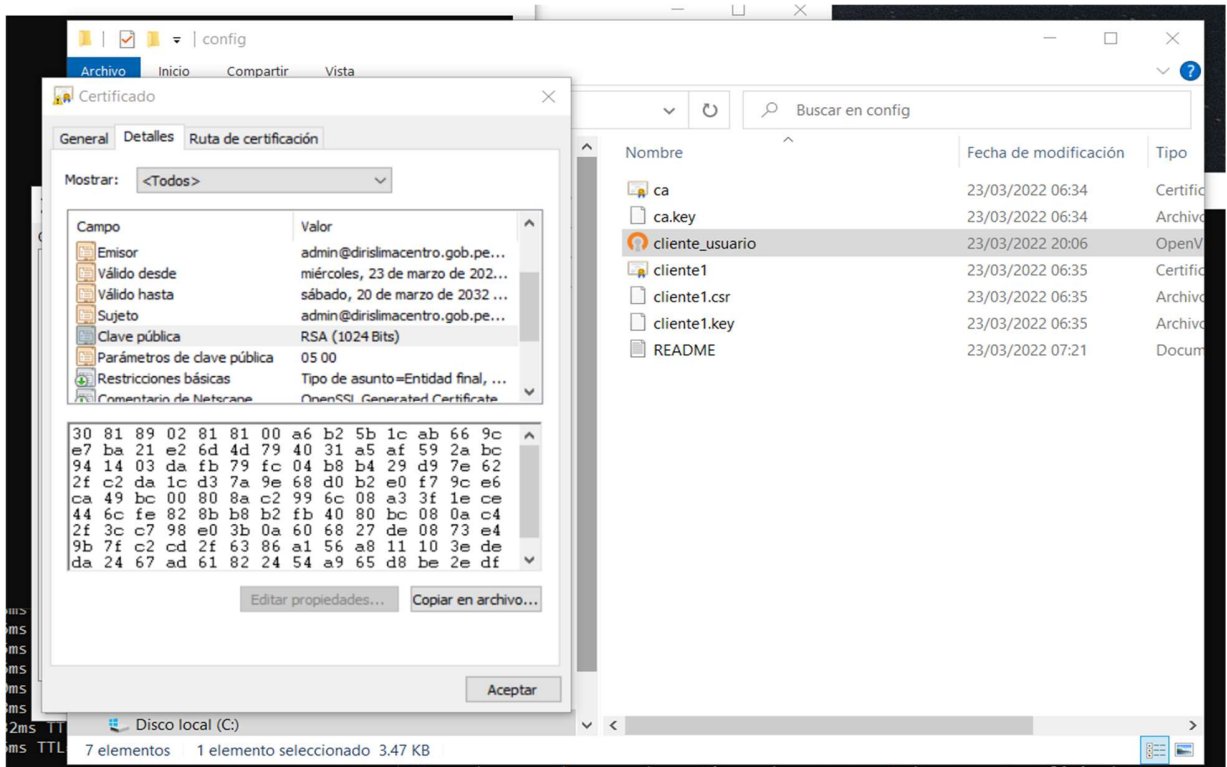 config
Archivo Inicio Compartir Vista
Certificado
Buscar en config
General Detalles Ruta de certificación
Mostrar: <Todos>
Campo Valor
Emisor admin@dirislimacentro.gob.pe...
Válido desde miércoles, 23 de marzo de 202...
Válido hasta sábado, 20 de marzo de 2032 ...
Sujeto admin@dirislimacentro.gob.pe...
Clave pública RSA (1024 Bits)
Parámetros de clave pública 05 00
Restricciones básicas Tipo de asunto=Entidad final, ...
Comentario de Netscape OpenSSL Generated Certificate
30 81 89 02 81 81 00 a6 b2 5b 1c ab 66 9c
e7 ba 21 e2 6d 4d 79 40 31 a5 af 59 2a bc
94 14 03 da fb 79 fc 04 b8 b4 29 d9 7e 62
2f c2 da 1c d3 7a 9e 68 d0 b2 e0 f7 9c e6
ca 49 bc 00 80 8a c2 99 6c 08 a3 3f 1e ce
44 6c fe 82 8b b8 b2 fb 40 80 bc 08 0a c4
2f 3c c7 98 e0 3b 0a 60 68 27 de 08 73 e4
9b 7f c2 cd 2f 63 86 a1 56 a8 11 10 3e de
da 24 67 ad 61 82 24 54 a9 65 d8 be 2e df
Editar propiedades... Copiar en archivo...
Aceptar
Nombre Fecha de modificación Tipo
ca 23/03/2022 06:34 Certific
ca.key 23/03/2022 06:34 Archivo
cliente_usuario 23/03/2022 20:06 OpenV
cliente1 23/03/2022 06:35 Certific
cliente1.csr 23/03/2022 06:35 Archivo
cliente1.key 23/03/2022 06:35 Archivo
README 23/03/2022 07:21 Docum
ms
ms
ms
ms
2ms TT
ms TTL
Disco local (C:)
7 elementos 1 elemento seleccionado 3.47 KB